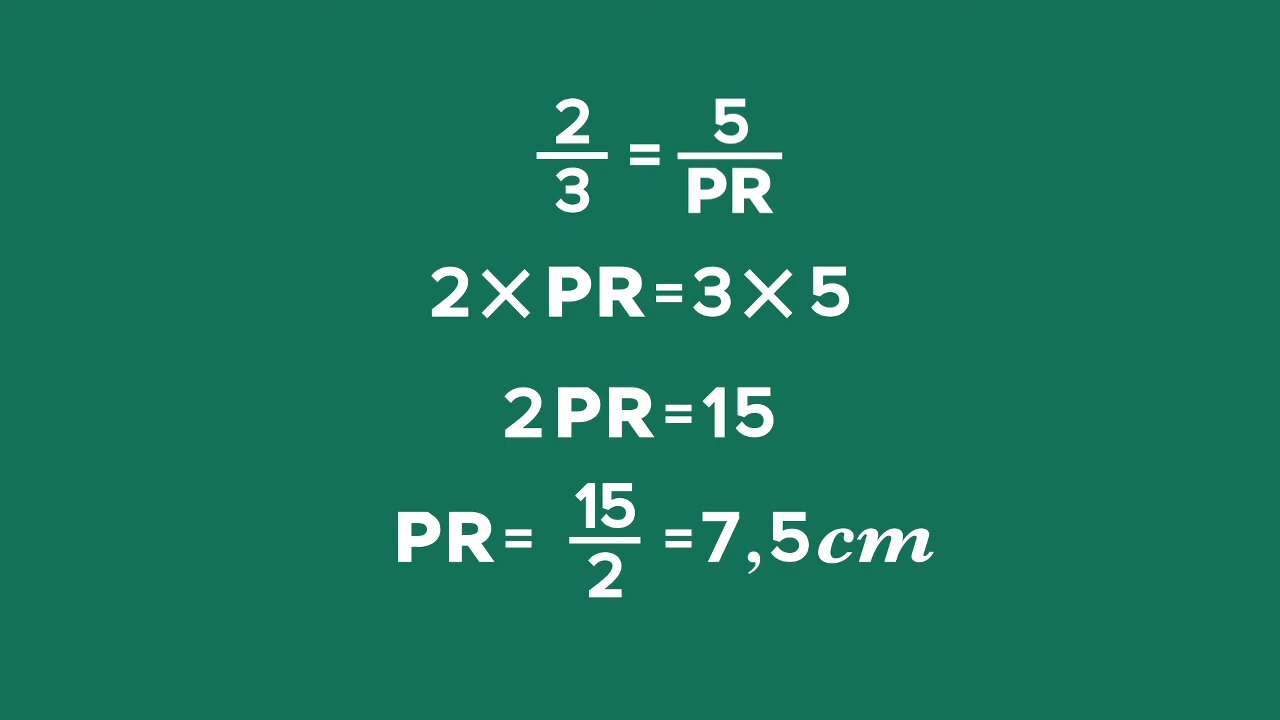 2/3 = 5/PR
2 × PR = 3 × 5
2PR = 15
PR = 15/2 = 7,5cm